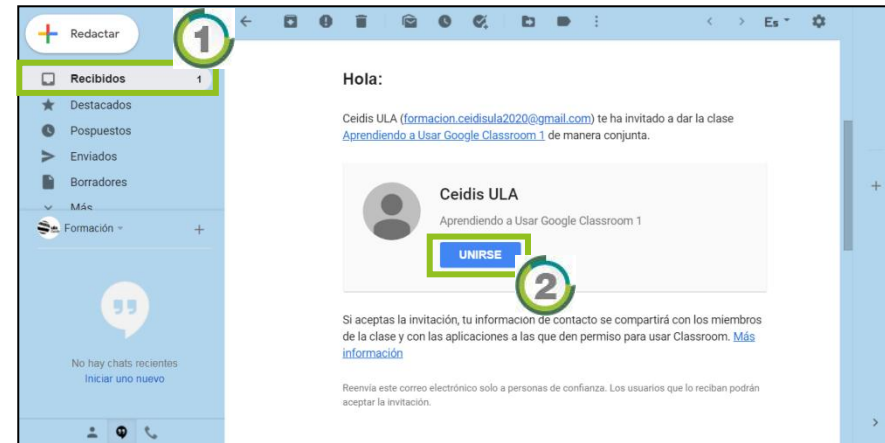 Redactar
1
Es
Recibidos 1
Destacados
Pospuestos
Enviados
Borradores
Más
Formación
No hay chats recientes
Iniciar uno nuevo
Hola:
Ceidis ULA (formacion.ceidisula2020@gmail.com) te ha invitado a dar la clase
Aprendiendo a Usar Google Classroom 1 de manera conjunta.
Ceidis ULA
Aprendiendo a Usar Google Classroom 1
UNIRSE
2
Si aceptas la invitación, tu información de contacto se compartirá con los miembros
de la clase y con las aplicaciones a las que den permiso para usar Classroom. Más
información
Reenvía este correo electrónico solo a personas de confianza. Los usuarios que lo reciban podrán
aceptar la invitación.